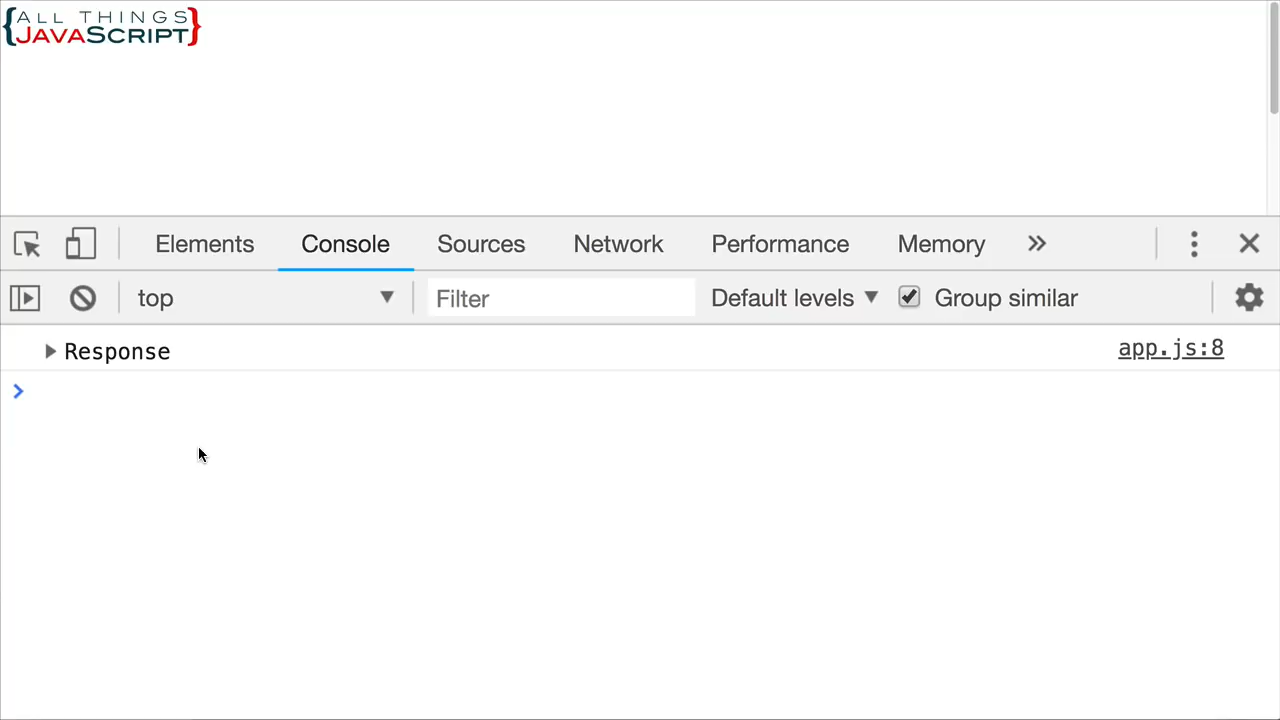 {ALL THINGS
JAVASCRIPT}
Elements Console Sources Network Performance Memory »
top Filter Default levels Group similar
Response app.js:8
>